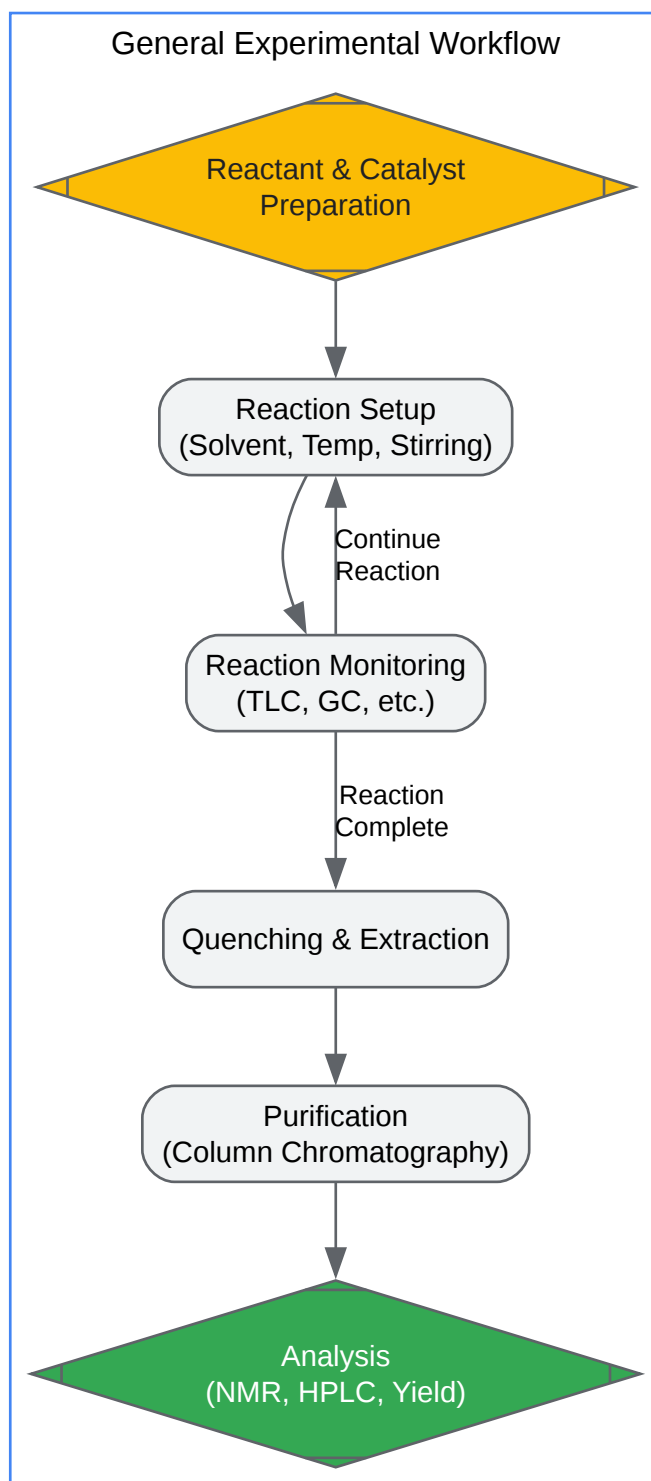 General Experimental Workflow
Reactant & Catalyst
Preparation
Reaction Setup
(Solvent, Temp, Stirring)
Continue
Reaction
Reaction Monitoring
(TLC, GC, etc.)
Reaction
Complete
Quenching & Extraction
Purification
(Column Chromatography)
Analysis
(NMR, HPLC, Yield)